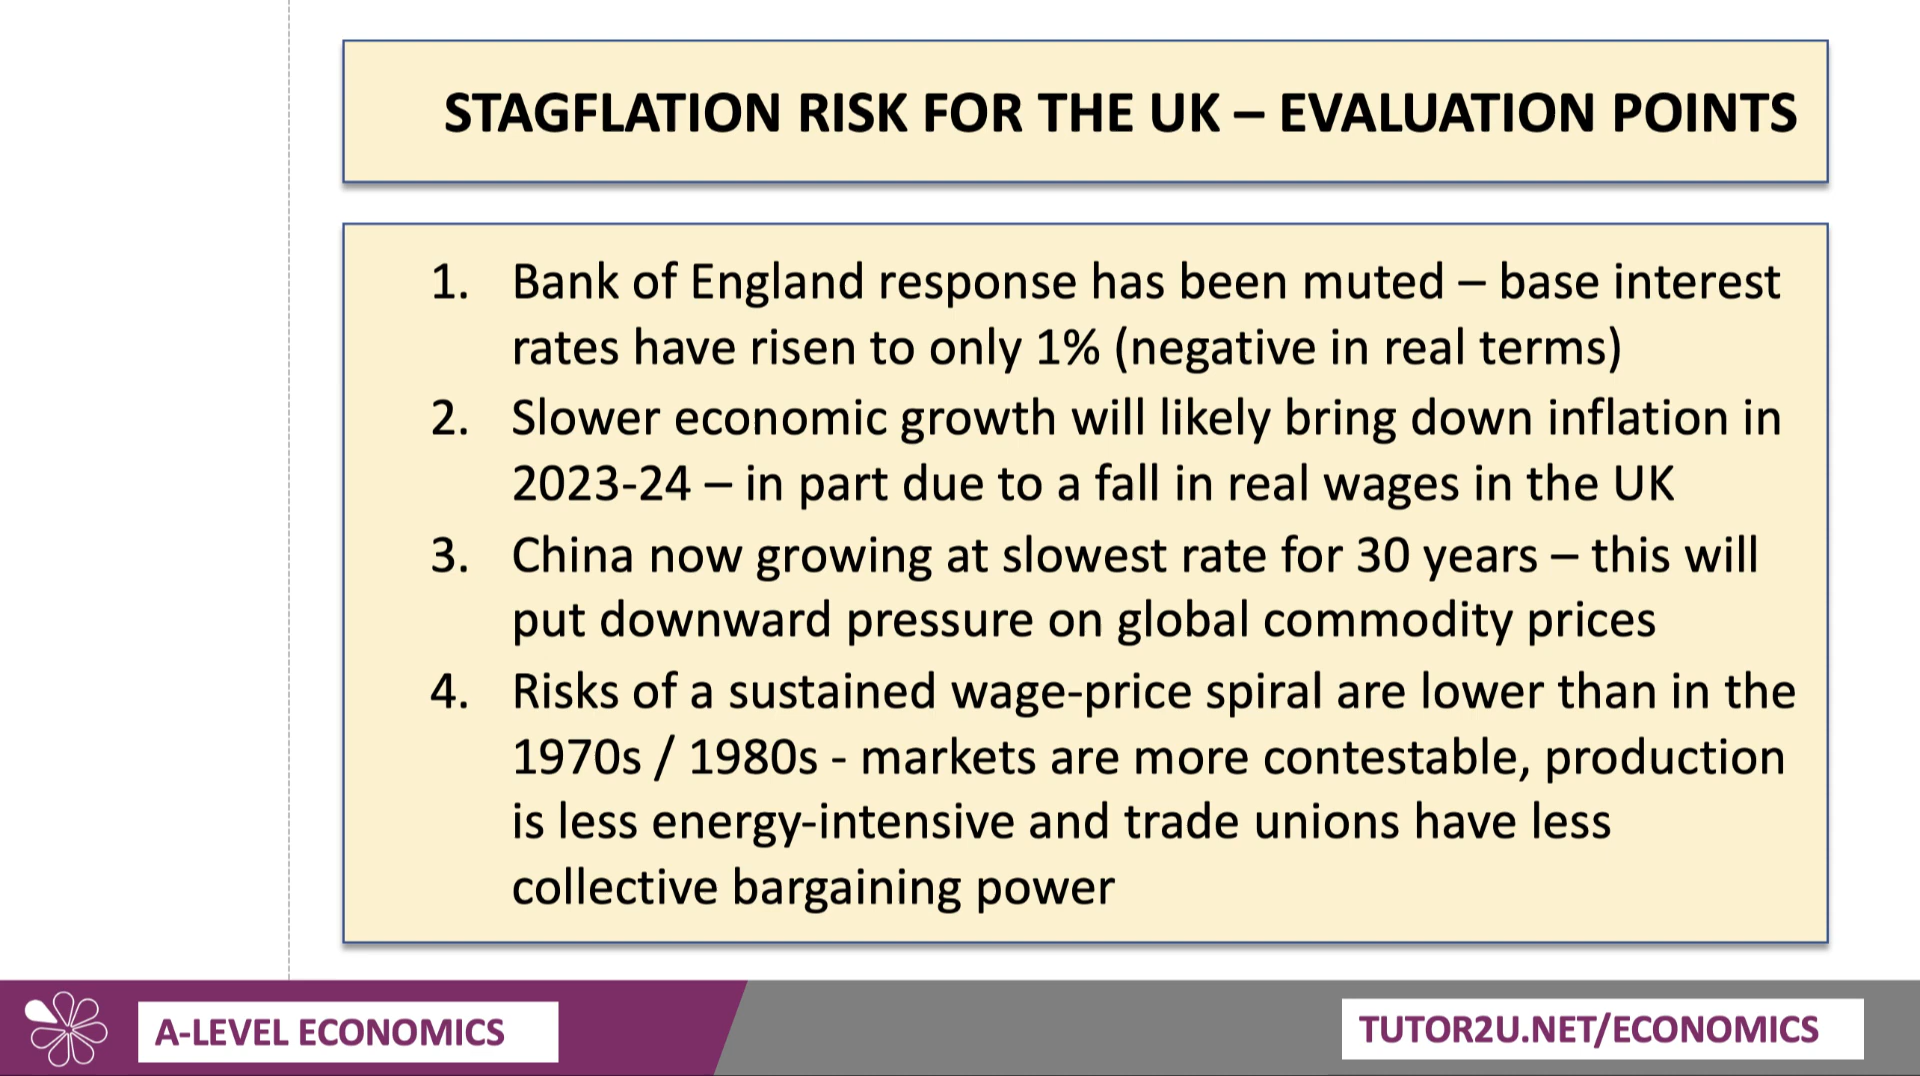 STAGFLATION RISK FOR THE UK – EVALUATION POINTS
1. Bank of England response has been muted – base interest
rates have risen to only 1% (negative in real terms)
2. Slower economic growth will likely bring down inflation in
2023-24 – in part due to a fall in real wages in the UK
3. China now growing at slowest rate for 30 years – this will
put downward pressure on global commodity prices
4. Risks of a sustained wage-price spiral are lower than in the
1970s / 1980s - markets are more contestable, production
is less energy-intensive and trade unions have less
collective bargaining power
A-LEVEL ECONOMICS
TUTOR2U.NET/ECONOMICS